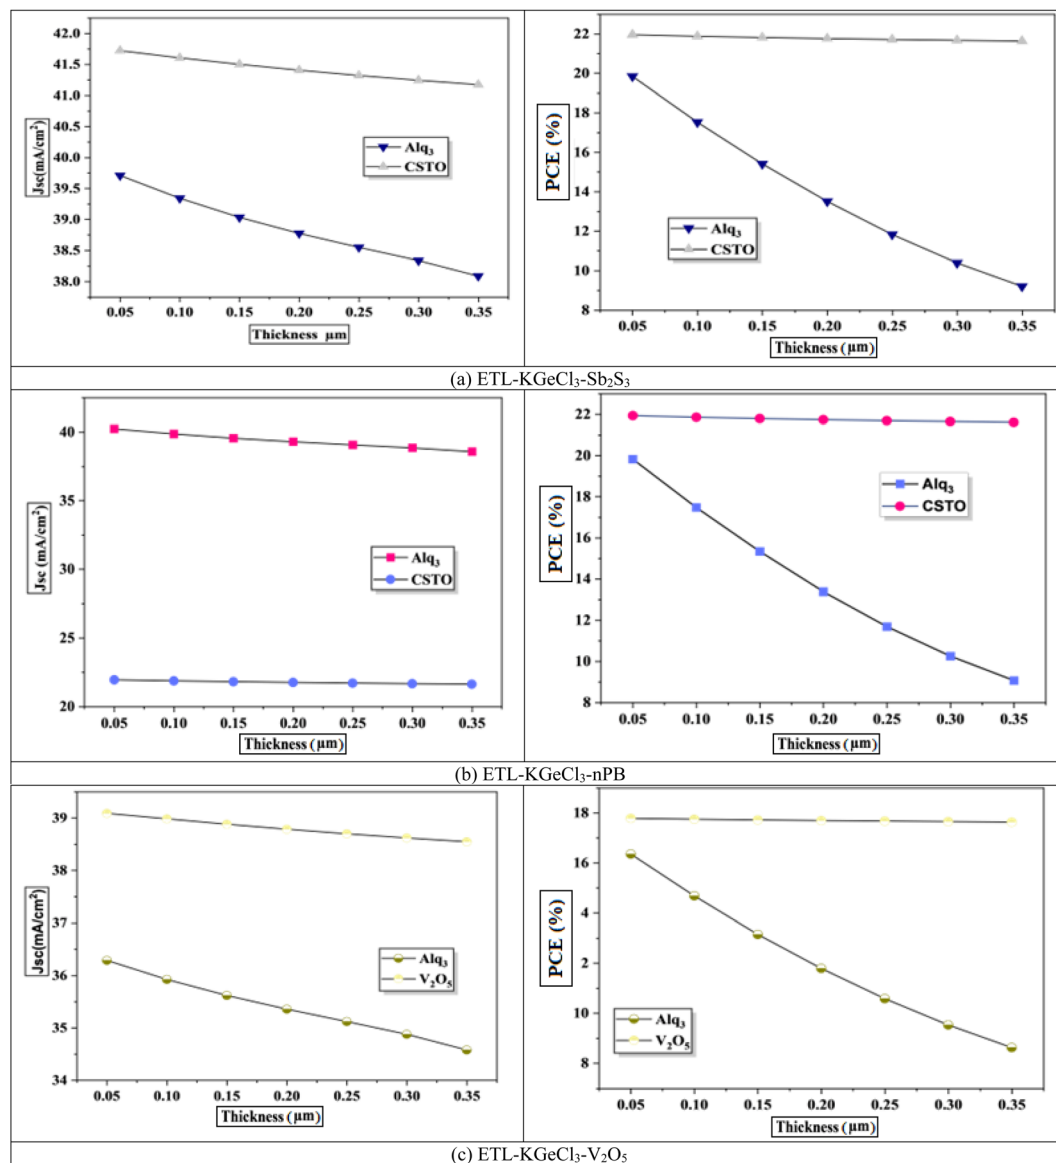 42.0
41.5
41.0
40.5
40.0
39.5
39.0
38.5
38.0
Jsc(mA/cm²)
Alq₃
CSTO
0.05 0.10 0.15 0.20 0.25 0.30 0.35
Thickness µm
22
20
18
16
14
12
10
8
PCE (%)
Alq₃
CSTO
0.05 0.10 0.15 0.20 0.25 0.30 0.35
Thickness (µm)
(a) ETL-KGeCl₃-Sb₂S₃
40
35
30
25
20
Jsc (mA/cm²)
Alq₃
CSTO
0.05 0.10 0.15 0.20 0.25 0.30 0.35
Thickness (µm)
22
20
18
16
14
12
10
8
PCE (%)
Alq₃
CSTO
0.05 0.10 0.15 0.20 0.25 0.30 0.35
Thickness (µm)
(b) ETL-KGeCl₃-nPB
39
38
37
36
35
34
Jsc(mA/cm²)
Alq₃
V₂O₅
0.05 0.10 0.15 0.20 0.25 0.30 0.35
Thickness (µm)
18
16
4
2
10
8
PCE (%)
Alq₃
V₂O₅
0.05 0.10 0.15 0.20 0.25 0.30 0.35
Thickness (µm)
(c) ETL-KGeCl₃-V₂O₅